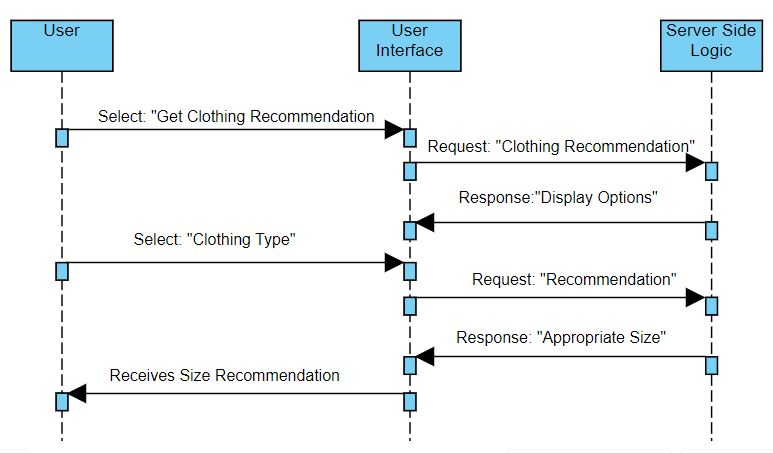 User
User
Interface
Server Side
Logic
Select: "Get Clothing Recommendation
Request: "Clothing Recommendation"
Response:"Display Options"
Select: "Clothing Type"
Request: "Recommendation"
Response: "Appropriate Size"
Receives Size Recommendation